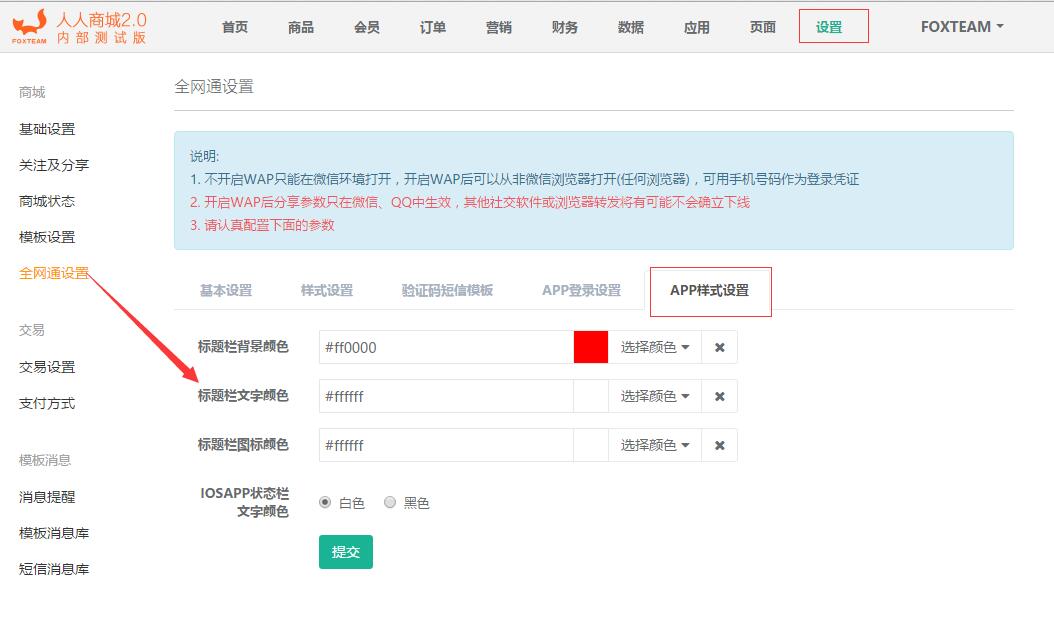 人人商城2.0
FOXTEAM 内部测试版
首页 商品 会员 订单 营销 财务 数据 应用 页面 设置 FOXTEAM
商城
基础设置
关注及分享
商城状态
模板设置
全网通设置
交易
交易设置
支付方式
模板消息
消息提醒
模板消息库
短信消息库
全网通设置
说明:
1. 不开启WAP只能在微信环境打开，开启WAP后可以从非微信浏览器打开(任何浏览器)，可用手机号码作为登录凭证
2. 开启WAP后分享参数只在微信、QQ中生效，其他社交软件或浏览器转发将有可能不会确立下线
3. 请认真配置下面的参数
基本设置 样式设置 验证码短信模板 APP登录设置 APP样式设置
标题栏背景颜色 #ff0000 选择颜色 ✖
标题栏文字颜色 #ffffff 选择颜色 ✖
标题栏图标颜色 #ffffff 选择颜色 ✖
IOSAPP状态栏
文字颜色 白色 黑色
提交